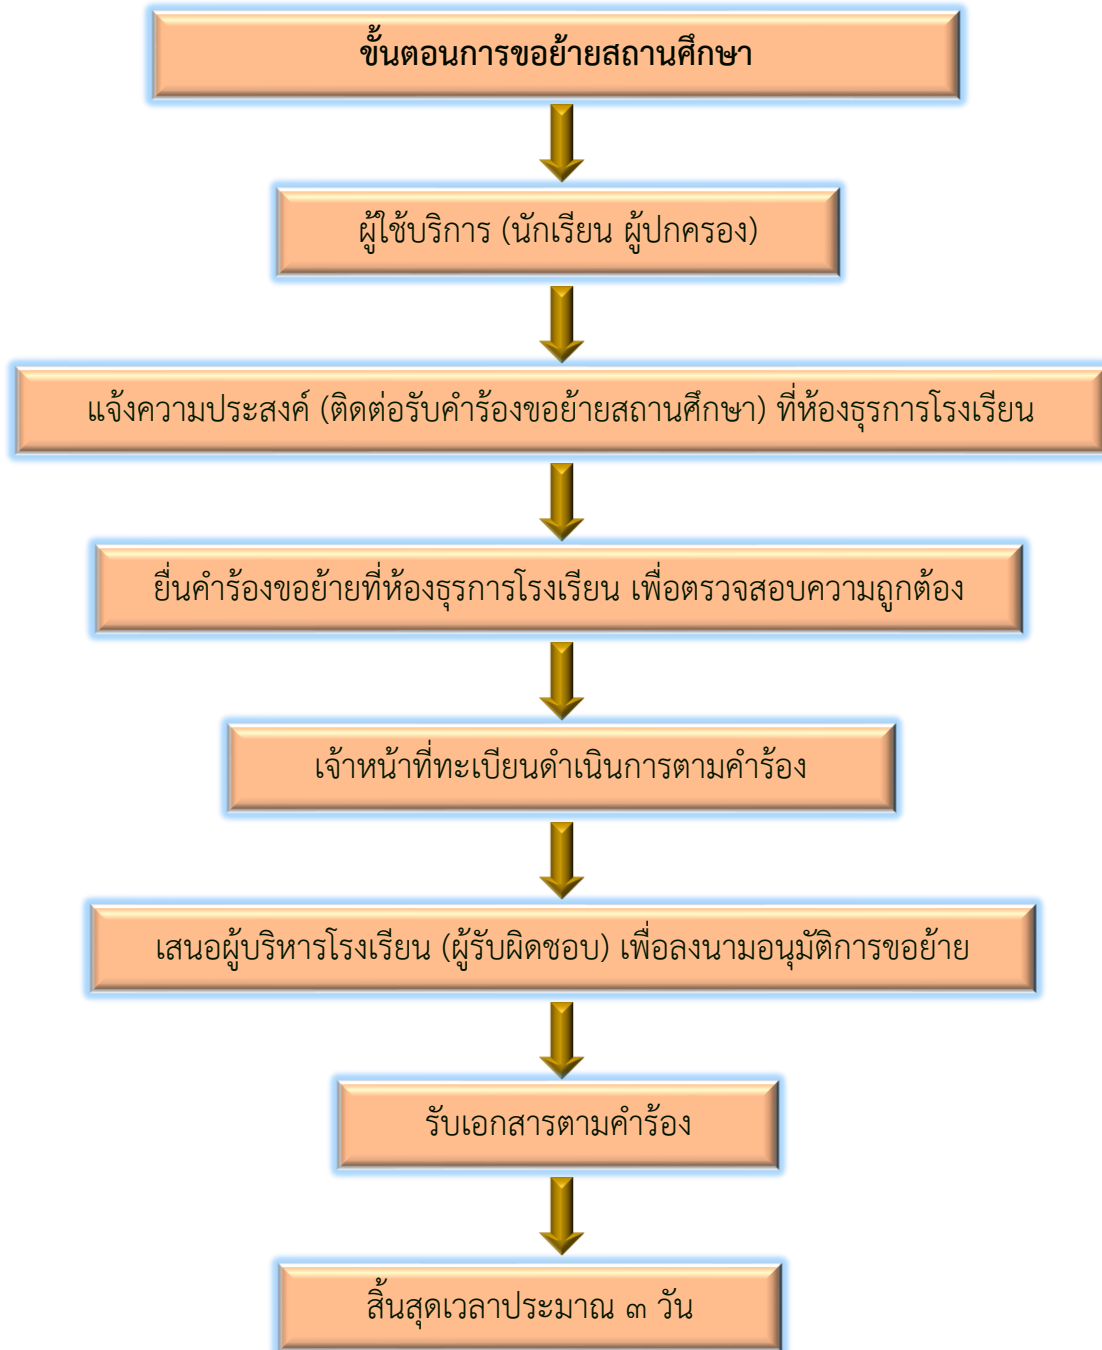 ขั้นตอนการขอย้ายสถานศึกษา
ผู้ใช้บริการ (นักเรียน ผู้ปกครอง)
แจ้งความประสงค์ (ติดต่อรับคำร้องขอย้ายสถานศึกษา) ที่ห้องธุรการโรงเรียน
ยื่นคำร้องขอย้ายที่ห้องธุรการโรงเรียน เพื่อตรวจสอบความถูกต้อง
เจ้าหน้าที่ทะเบียนดำเนินการตามคำร้อง
เสนอผู้บริหารโรงเรียน (ผู้รับผิดชอบ) เพื่อลงนามอนุมัติการขอย้าย
รับเอกสารตามคำร้อง
สิ้นสุดเวลาประมาณ ๓ วัน